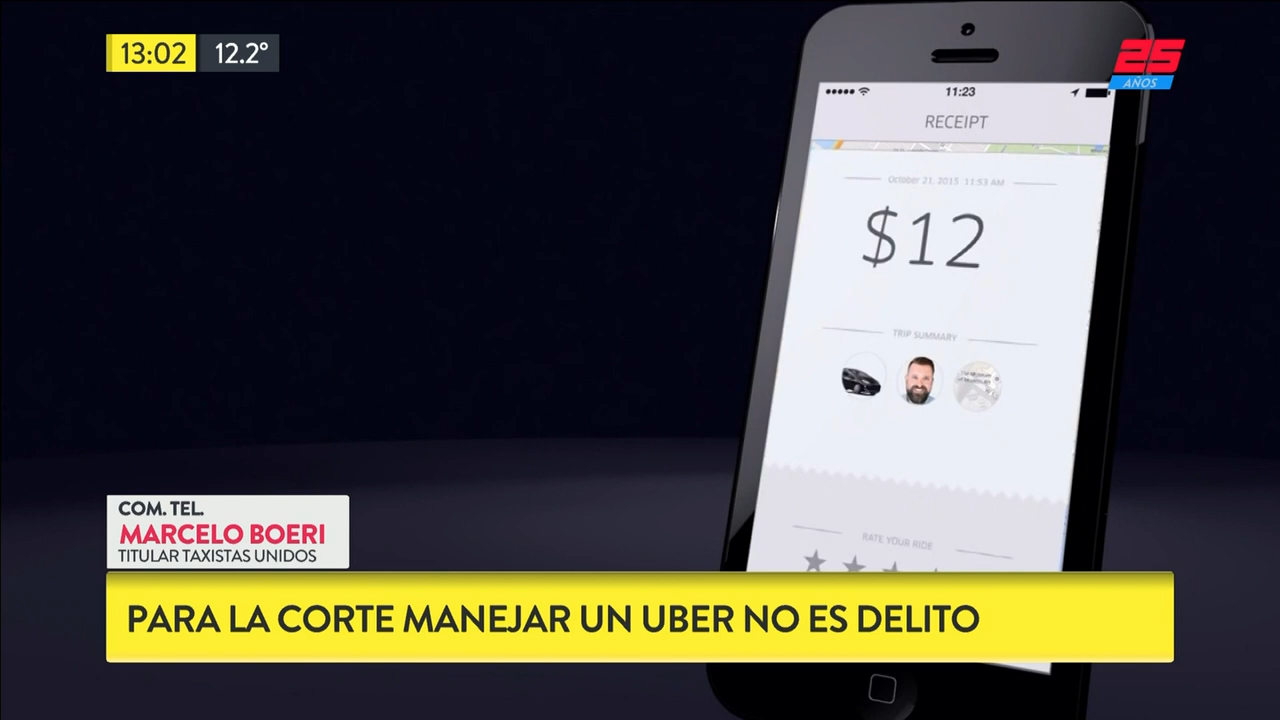 13:02 12.2°
25
AÑOS
11:23
RECEIPT
October 21, 2015 11:53 AM
$12
TRIP SUMMARY
RATE YOUR RIDE
COM. TEL.
MARCELO BOERI
TITULAR TAXISTAS UNIDOS
PARA LA CORTE MANEJAR UN UBER NO ES DELITO